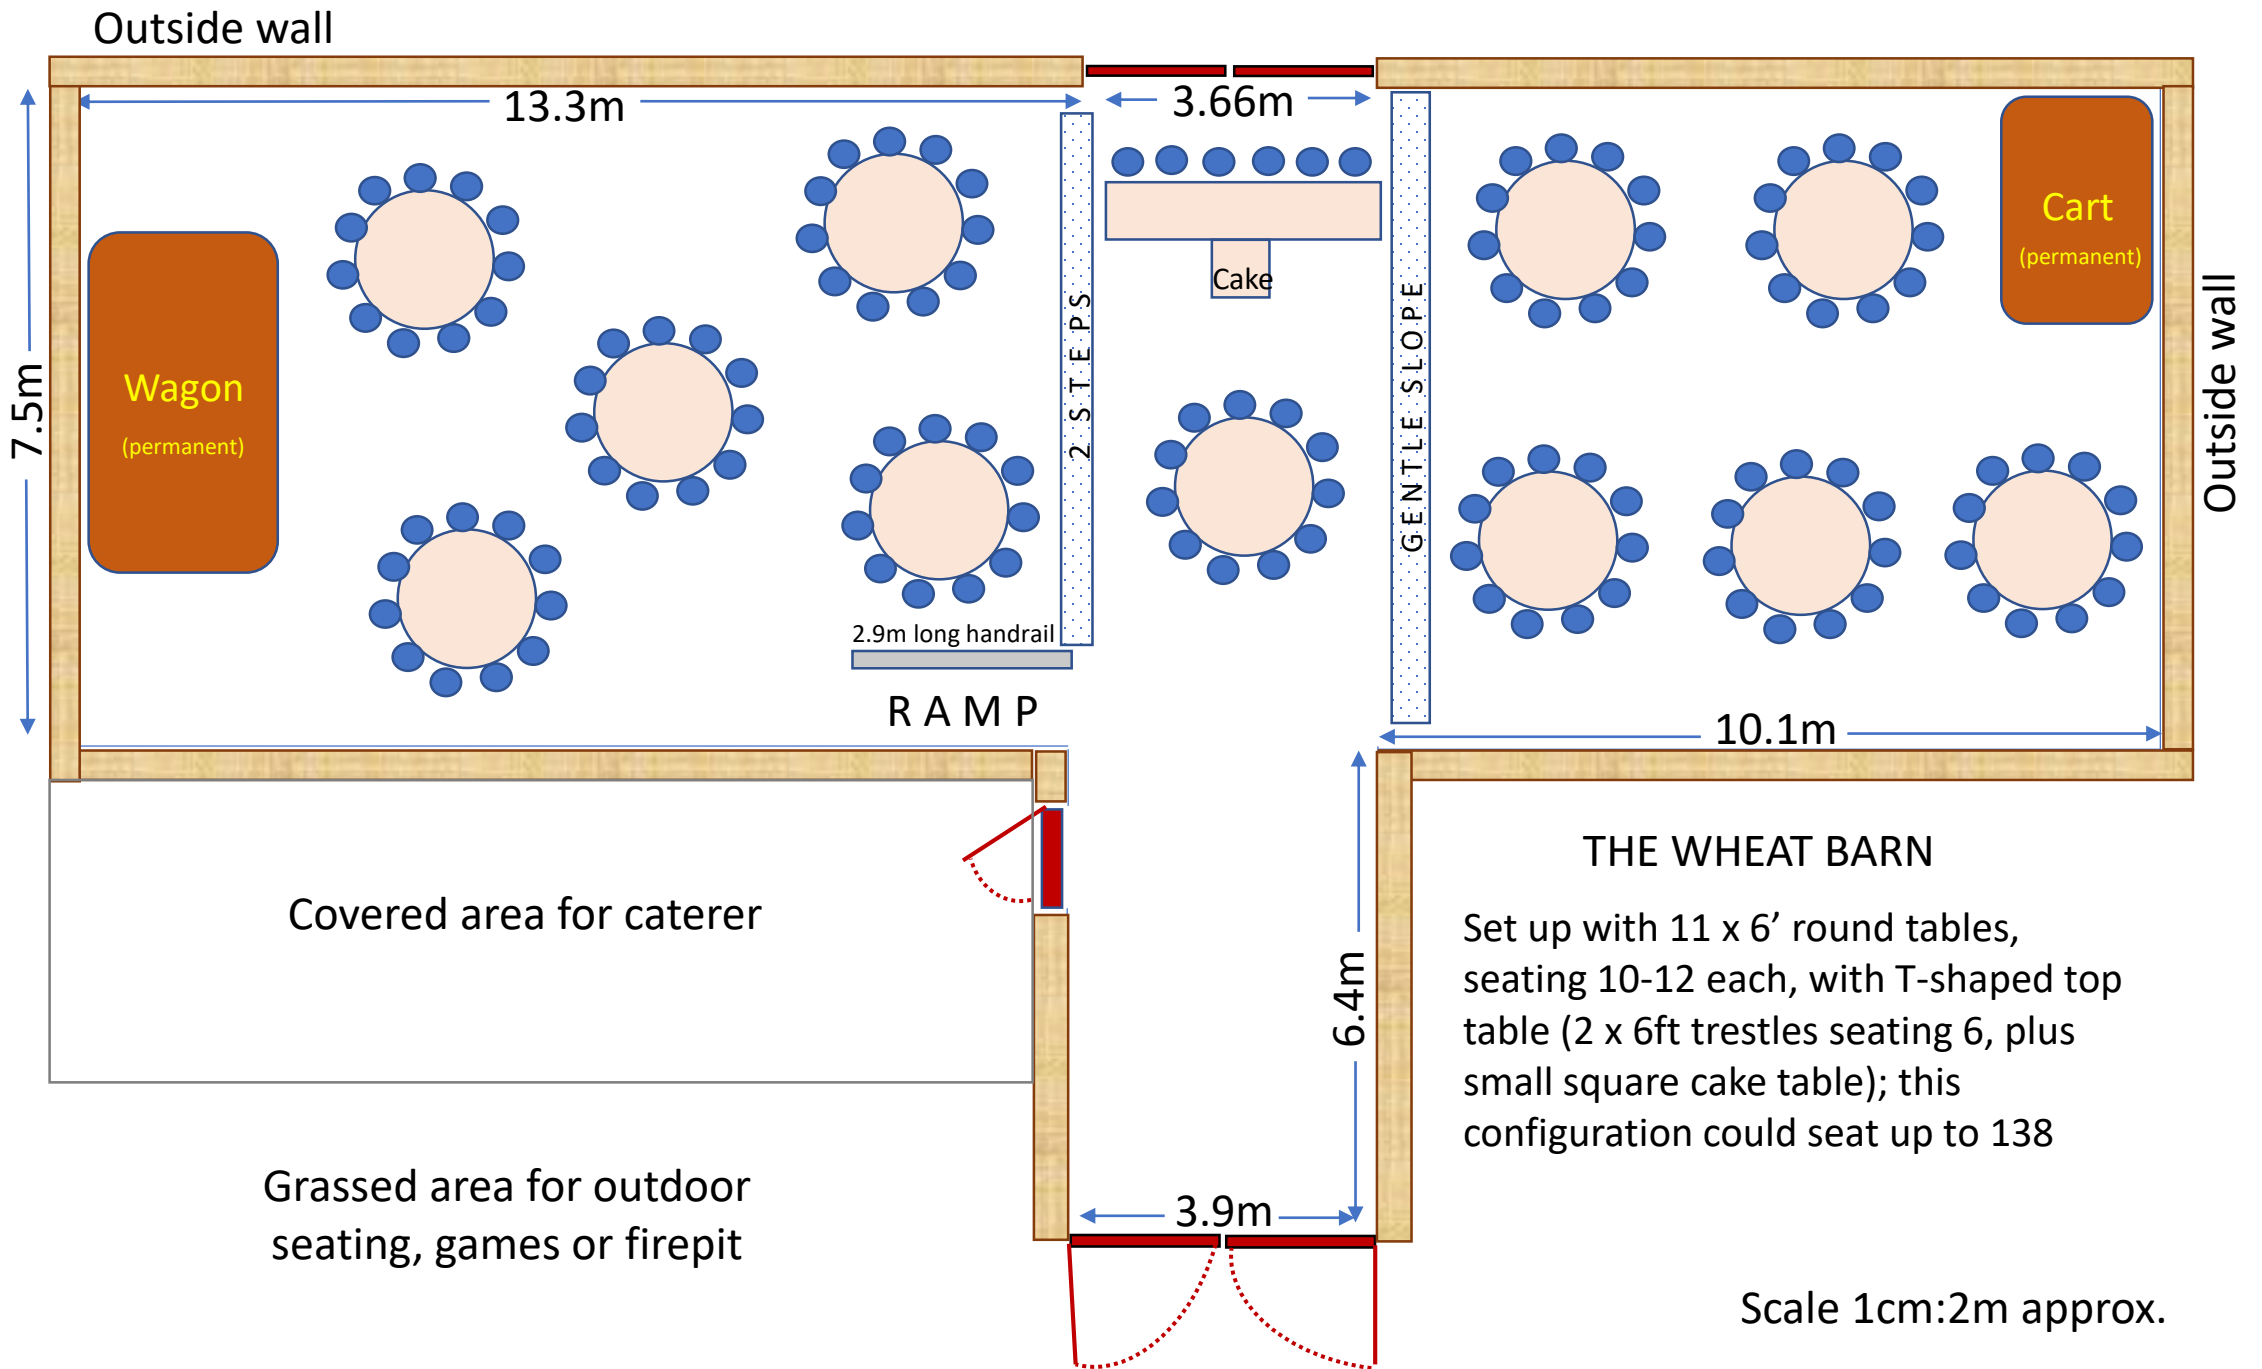 Outside wall
13.3m
3.66m
Cart
(permanent)
Cake
2 STEPS
GENTLE SLOPE
Outside wall
Wagon
(permanent)
7.5m
2.9m long handrail
RAMP
10.1m
THE WHEAT BARN
Covered area for caterer
Set up with 11 x 6’ round tables,
seating 10-12 each, with T-shaped top
table (2 x 6ft trestles seating 6, plus
small square cake table); this
configuration could seat up to 138
6.4m
Grassed area for outdoor
seating, games or firepit
3.9m
Scale 1cm:2m approx.